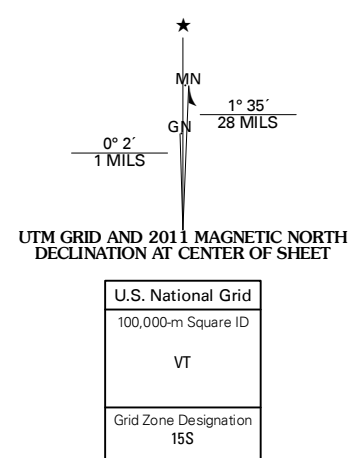 ★
MN
1° 35´
GN
28 MILS
0° 2´
1 MILS
UTM GRID AND 2011 MAGNETIC NORTH
DECLINATION AT CENTER OF SHEET
U.S. National Grid
100,000-m Square ID
VT
Grid Zone Designation
15S